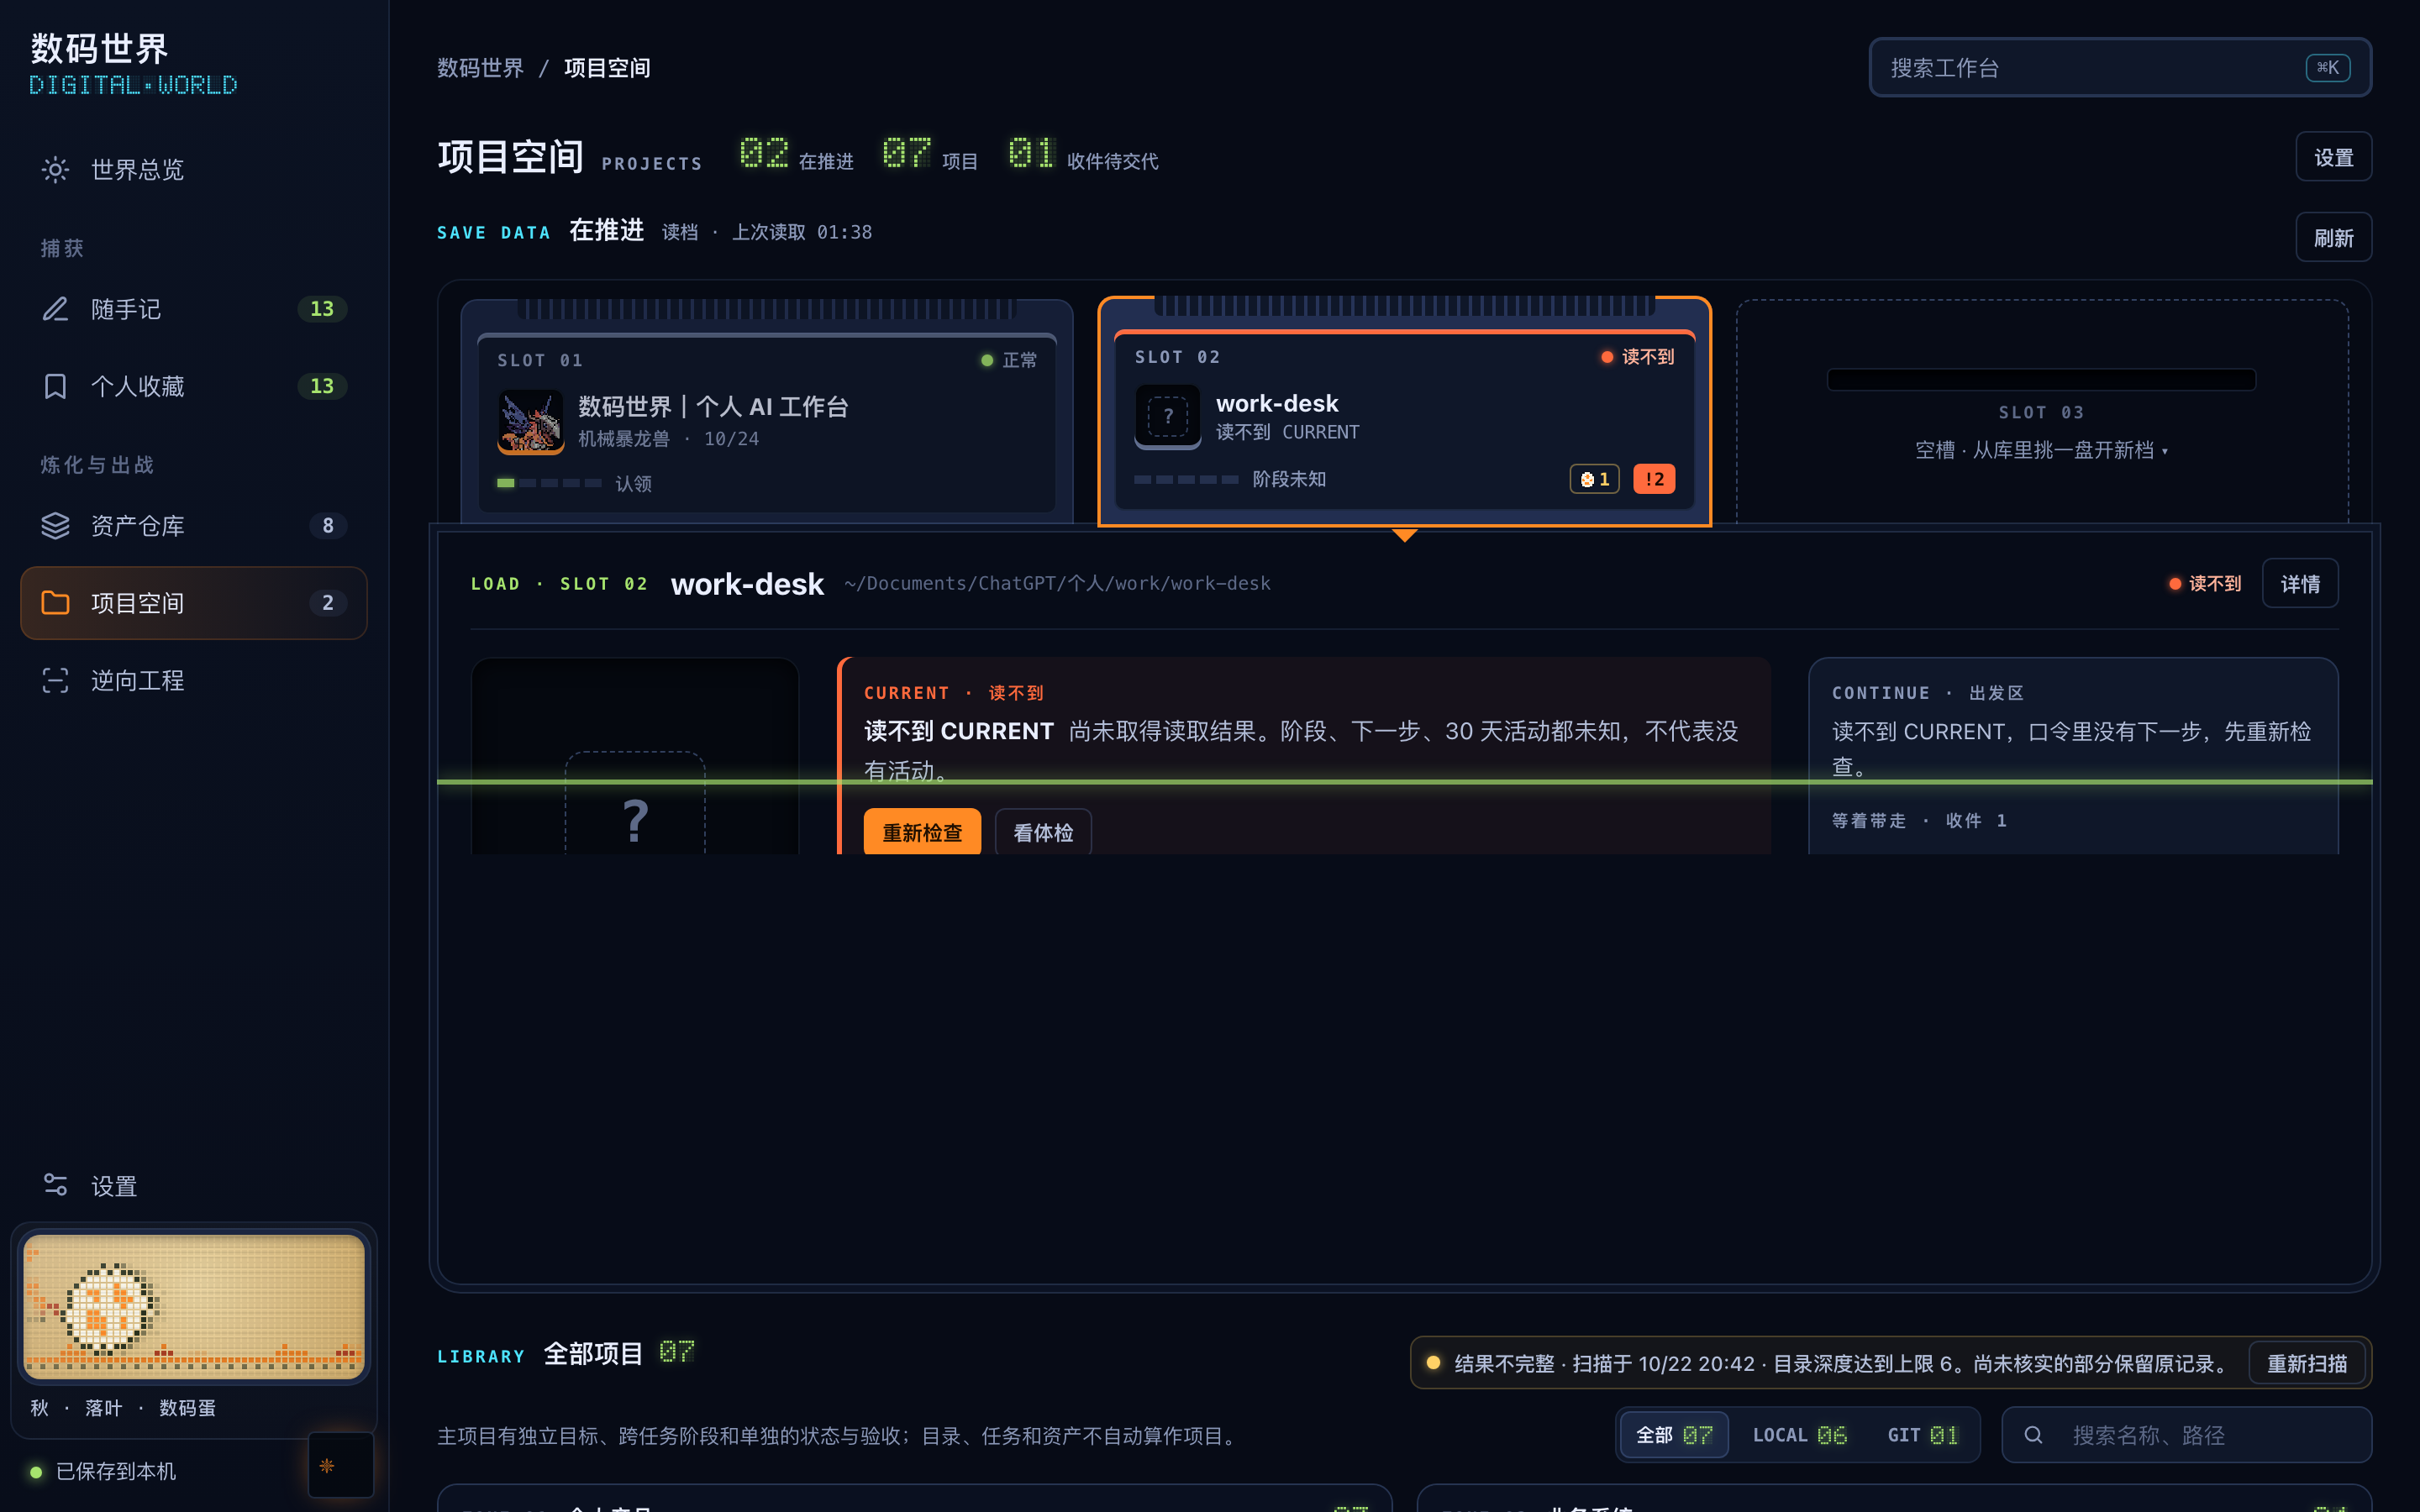 数码世界
DIGITAL·WORLD
世界总览
捕获
随手记 13
个人收藏 13
炼化与出战
资产仓库 8
项目空间 2
逆向工程
设置
秋 · 落叶 · 数码蛋
已保存到本机
数码世界 / 项目空间
搜索工作台 ⌘K
项目空间 PROJECTS 02 在推进 07 项目 01 收件待交代
设置
SAVE DATA 在推进 读档 · 上次读取 01:38
刷新
SLOT 01 正常
数码世界｜个人 AI 工作台
机械暴龙兽 · 10/24
认领
SLOT 02 读不到
? work-desk
读不到 CURRENT
阶段未知 1 !2
SLOT 03
空槽 · 从库里挑一盘开新档 ▾
LOAD · SLOT 02 work-desk ~/Documents/ChatGPT/个人/work/work-desk 读不到 详情
?
CURRENT · 读不到
读不到 CURRENT 尚未取得读取结果。阶段、下一步、30 天活动都未知，不代表没
有活动。
重新检查 看体检
CONTINUE · 出发区
读不到 CURRENT，口令里没有下一步，先重新检
查。
等着带走 · 收件 1
LIBRARY 全部项目 07
结果不完整 · 扫描于 10/22 20:42 · 目录深度达到上限 6。尚未核实的部分保留原记录。 重新扫描
主项目有独立目标、跨任务阶段和单独的状态与验收；目录、任务和资产不自动算作项目。
全部 07 LOCAL 06 GIT 01
搜索名称、路径